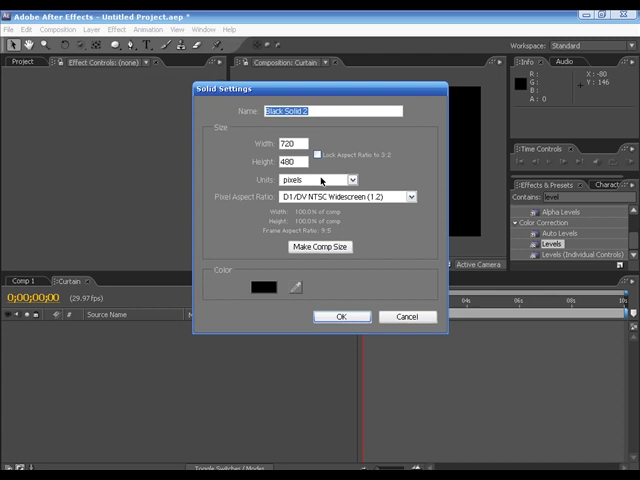 Adobe After Effects - Untitled Project.aep *
File Edit Composition Layer Effect Animation View Window Help
Workspace: Standard
Project Effect Controls: (none) Composition: Curtain Info Audio
R : X : -80
G : Y : 146
B :
A : 0
Solid Settings
Name: Black Solid 2
Size
Width: 720
Lock Aspect Ratio to 3:2
Height: 480
Units: pixels
Pixel Aspect Ratio: D1/DV NTSC Widescreen (1.2)
Width: 100.0% of comp
Height: 100.0% of comp
Frame Aspect Ratio: 9:5
Make Comp Size
Color
OK Cancel
Time Controls
Effects & Presets Charact
Contains: level
Alpha Levels
Color Correction
Auto Levels
Levels
Levels (Individual Controls)
Active Camera
Comp 1 Curtain
0;00;00;00 (29.97 fps)
# Source Name M
04s 06s 08s 10s
Toggle Switches / Modes